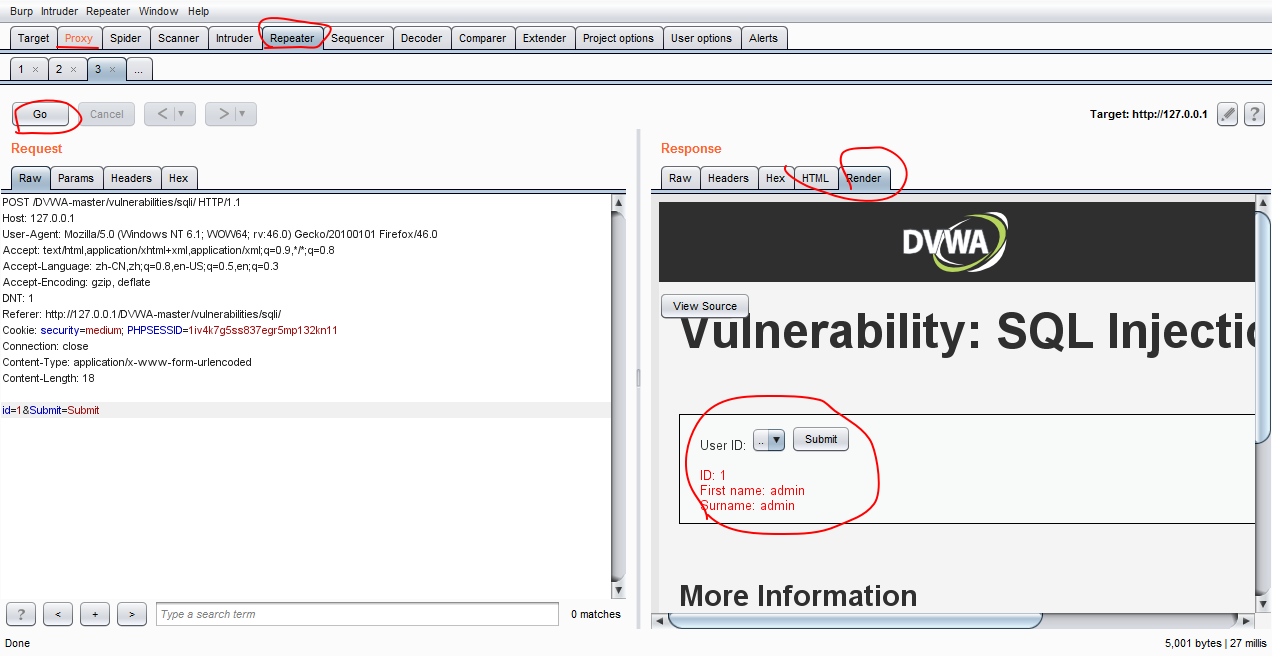 Burp Intruder Repeater Window Help
Target Proxy Spider Scanner Intruder Repeater Sequencer Decoder Comparer Extender Project options User options Alerts
1 × 2 × 3 × ...
Go Cancel < ▼ > ▼ Target: http://127.0.0.1 ?
Request
Raw Params Headers Hex
POST /DVWA-master/vulnerabilities/sqli/ HTTP/1.1
Host: 127.0.0.1
User-Agent: Mozilla/5.0 (Windows NT 6.1; WOW64; rv:46.0) Gecko/20100101 Firefox/46.0
Accept: text/html,application/xhtml+xml,application/xml;q=0.9,*/*;q=0.8
Accept-Language: zh-CN,zh;q=0.8,en-US;q=0.5,en;q=0.3
Accept-Encoding: gzip, deflate
DNT: 1
Referer: http://127.0.0.1/DVWA-master/vulnerabilities/sqli/
Cookie: security=medium; PHPSESSID=1iv4k7g5ss837egr5mp132kn11
Connection: close
Content-Type: application/x-www-form-urlencoded
Content-Length: 18
id=1&Submit=Submit
? < + > Type a search term 0 matches
Response
Raw Headers Hex HTML Render
DVWA
View Source
Vulnerability: SQL Injectio
User ID: .. ▼ Submit
ID: 1
First name: admin
Surname: admin
More Information
Done 5,001 bytes | 27 millis